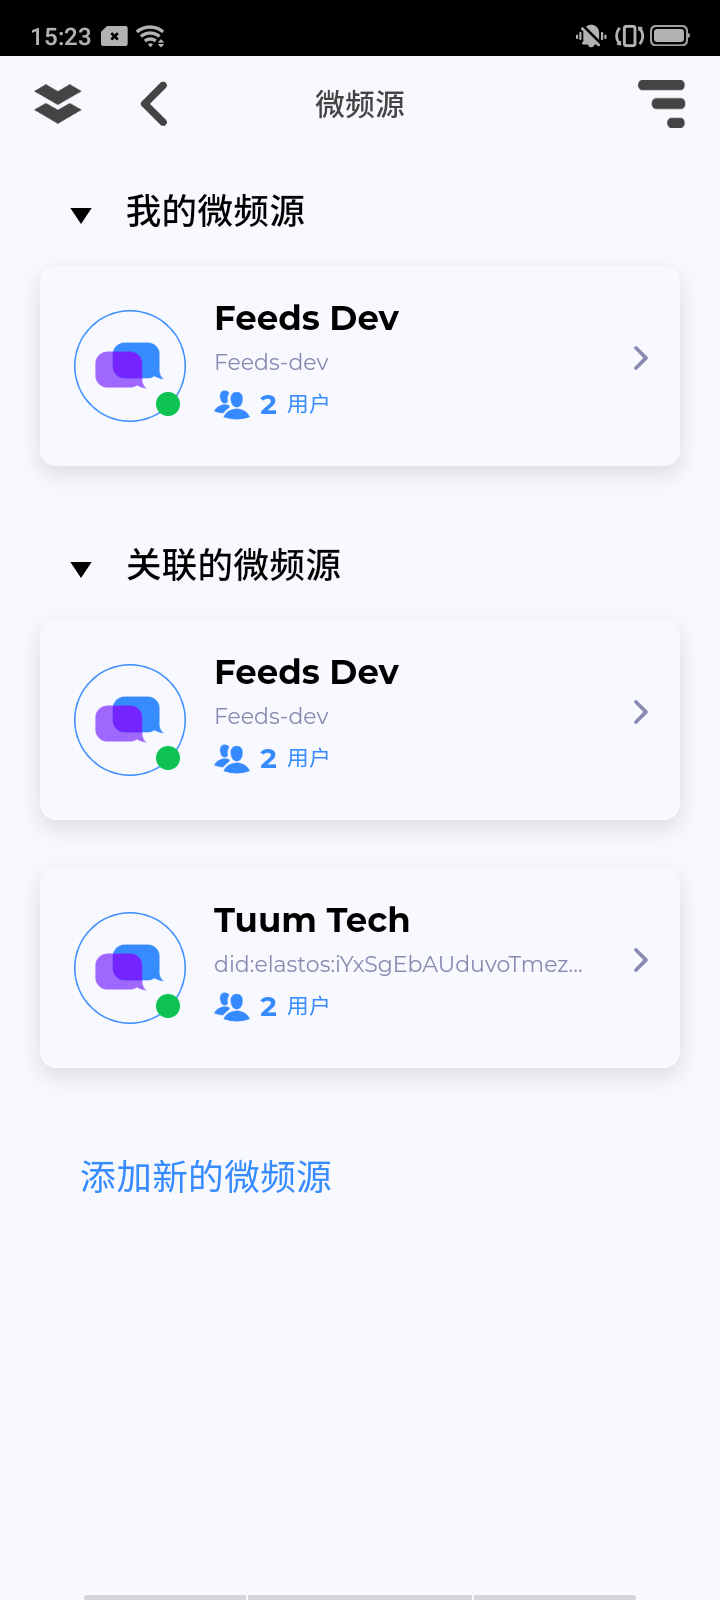 15:23
微频源
我的微频源
Feeds Dev
Feeds-dev
2 用户
关联的微频源
Feeds Dev
Feeds-dev
2 用户
Tuum Tech
did:elastos:iYxSgEbAUduvoTmez...
2 用户
添加新的微频源